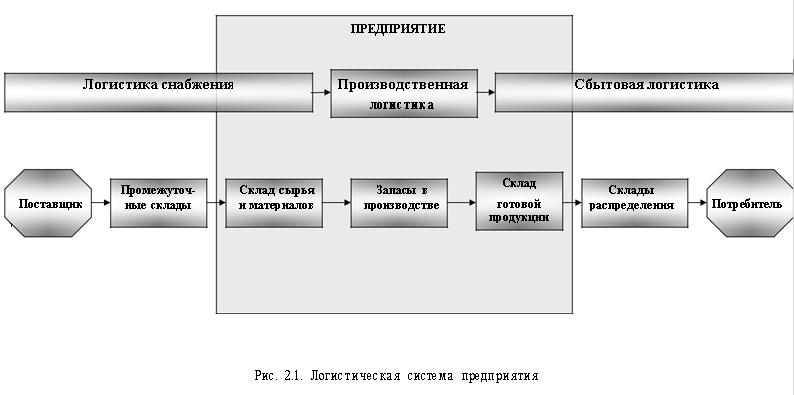 ПРЕДПРИЯТИЕ
Логистика снабжения
Производственная
логистика
Сбытовая логистика
Поставщик
Промежуточ-
ные склады
Склад сырья
и материалов
Запасы в
производстве
Склад
готовой
продукции
Склады
распределения
Потребитель
Рис. 2.1. Логистическая система предприятия